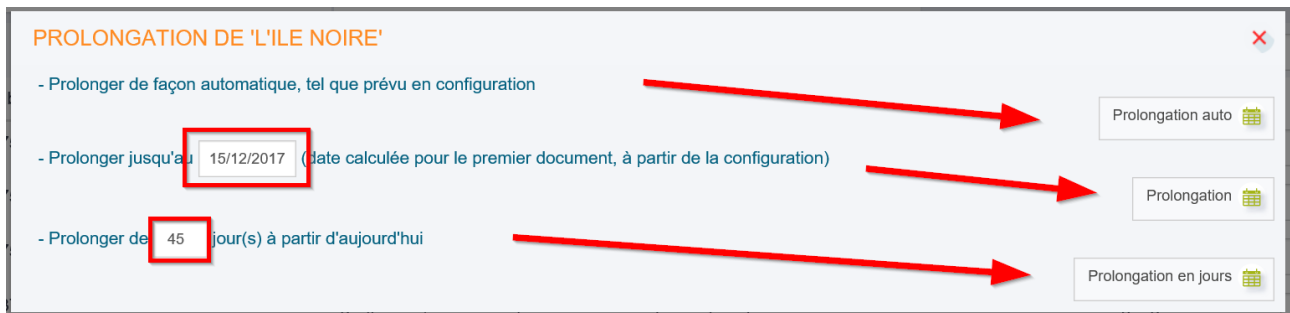 PROLONGATION DE 'L'ILE NOIRE'
- Prolonger de façon automatique, tel que prévu en configuration
Prolongation auto
- Prolonger jusqu'au 15/12/2017 (date calculée pour le premier document, à partir de la configuration)
Prolongation
- Prolonger de 45 jour(s) à partir d'aujourd'hui
Prolongation en jours